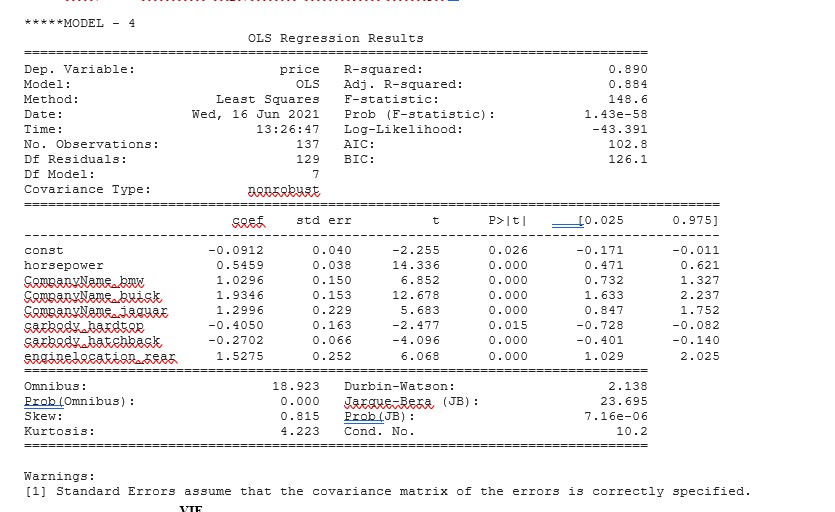 *****MODEL - 4
OLS Regression Results
==============================================================================
Dep. Variable: price R-squared: 0.890
Model: OLS Adj. R-squared: 0.884
Method: Least Squares F-statistic: 148.6
Date: Wed, 16 Jun 2021 Prob (F-statistic): 1.43e-58
Time: 13:26:47 Log-Likelihood: -43.391
No. Observations: 137 AIC: 102.8
Df Residuals: 129 BIC: 126.1
Df Model: 7
Covariance Type: nonrobust
=======================================================================================
coef std err t P>|t| [0.025 0.975]
---------------------------------------------------------------------------------------
const -0.0912 0.040 -2.255 0.026 -0.171 -0.011
horsepower 0.5459 0.038 14.336 0.000 0.471 0.621
CompanyName_bmw 1.0296 0.150 6.852 0.000 0.732 1.327
CompanyName_buick 1.9346 0.153 12.678 0.000 1.633 2.237
CompanyName_jaguar 1.2996 0.229 5.683 0.000 0.847 1.752
carbody_hardtop -0.4050 0.163 -2.477 0.015 -0.728 -0.082
carbody_hatchback -0.2702 0.066 -4.096 0.000 -0.401 -0.140
enginelocation_rear 1.5275 0.252 6.068 0.000 1.029 2.025
==============================================================================
Omnibus: 18.923 Durbin-Watson: 2.138
Prob(Omnibus): 0.000 Jarque-Bera (JB): 23.695
Skew: 0.815 Prob(JB): 7.16e-06
Kurtosis: 4.223 Cond. No. 10.2
==============================================================================
Warnings:
[1] Standard Errors assume that the covariance matrix of the errors is correctly specified.
VIF